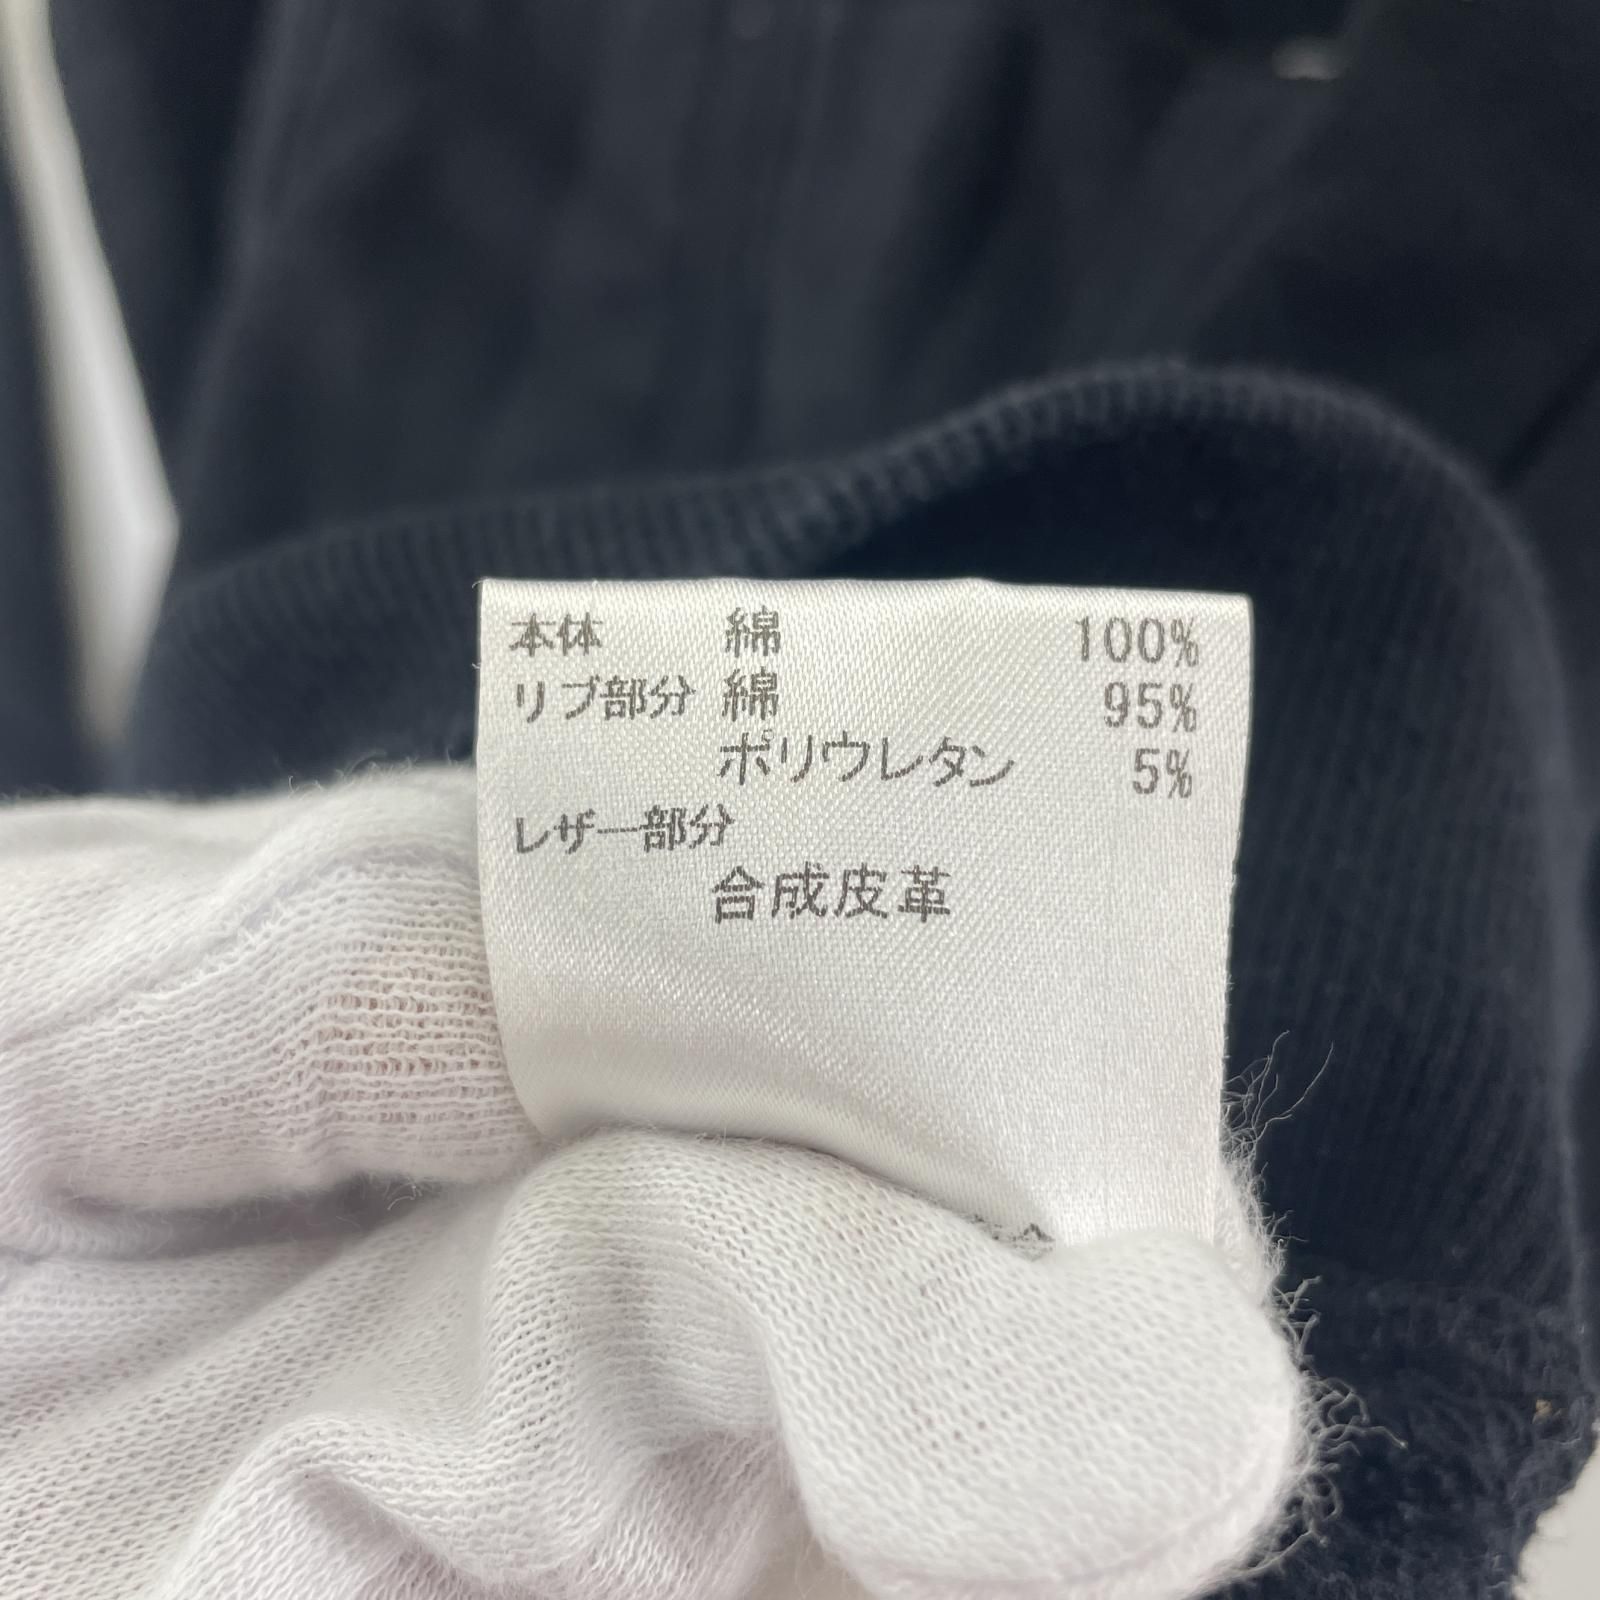 本体 綿 100%
リブ部分 綿 95%
ポリウレタン 5%
レザー部分
合成皮革